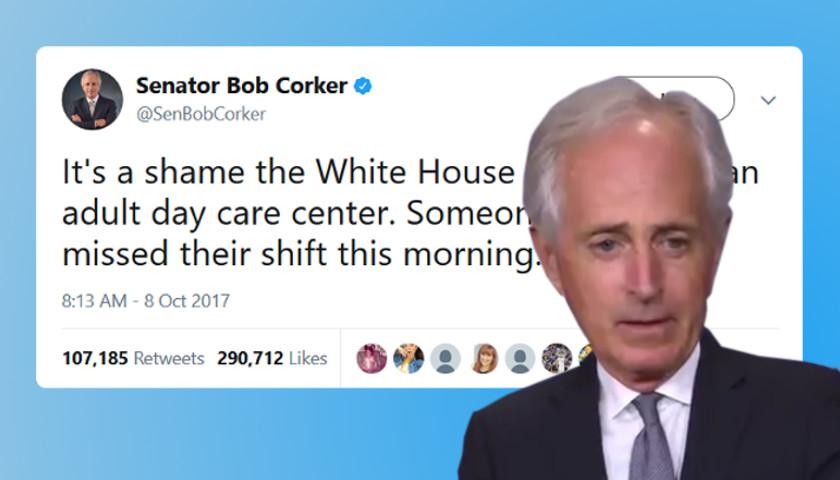 Senator Bob Corker
@SenBobCorker
It's a shame the White House an
adult day care center. Someon
missed their shift this morning.
8:13 AM - 8 Oct 2017
107,185 Retweets 290,712 Likes